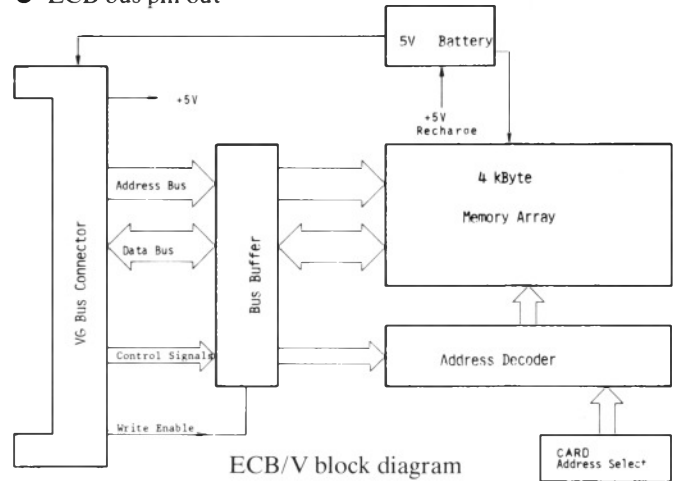 ● ECB bus pin out
5V Battery
+5V
+5V
Recharge
4 kByte
Memory Array
Address Bus
Data Bus
VG Bus Connector
Bus Buffer
Control Signals
Address Decoder
Write Enable
CARD
Address Select
ECB/V block diagram